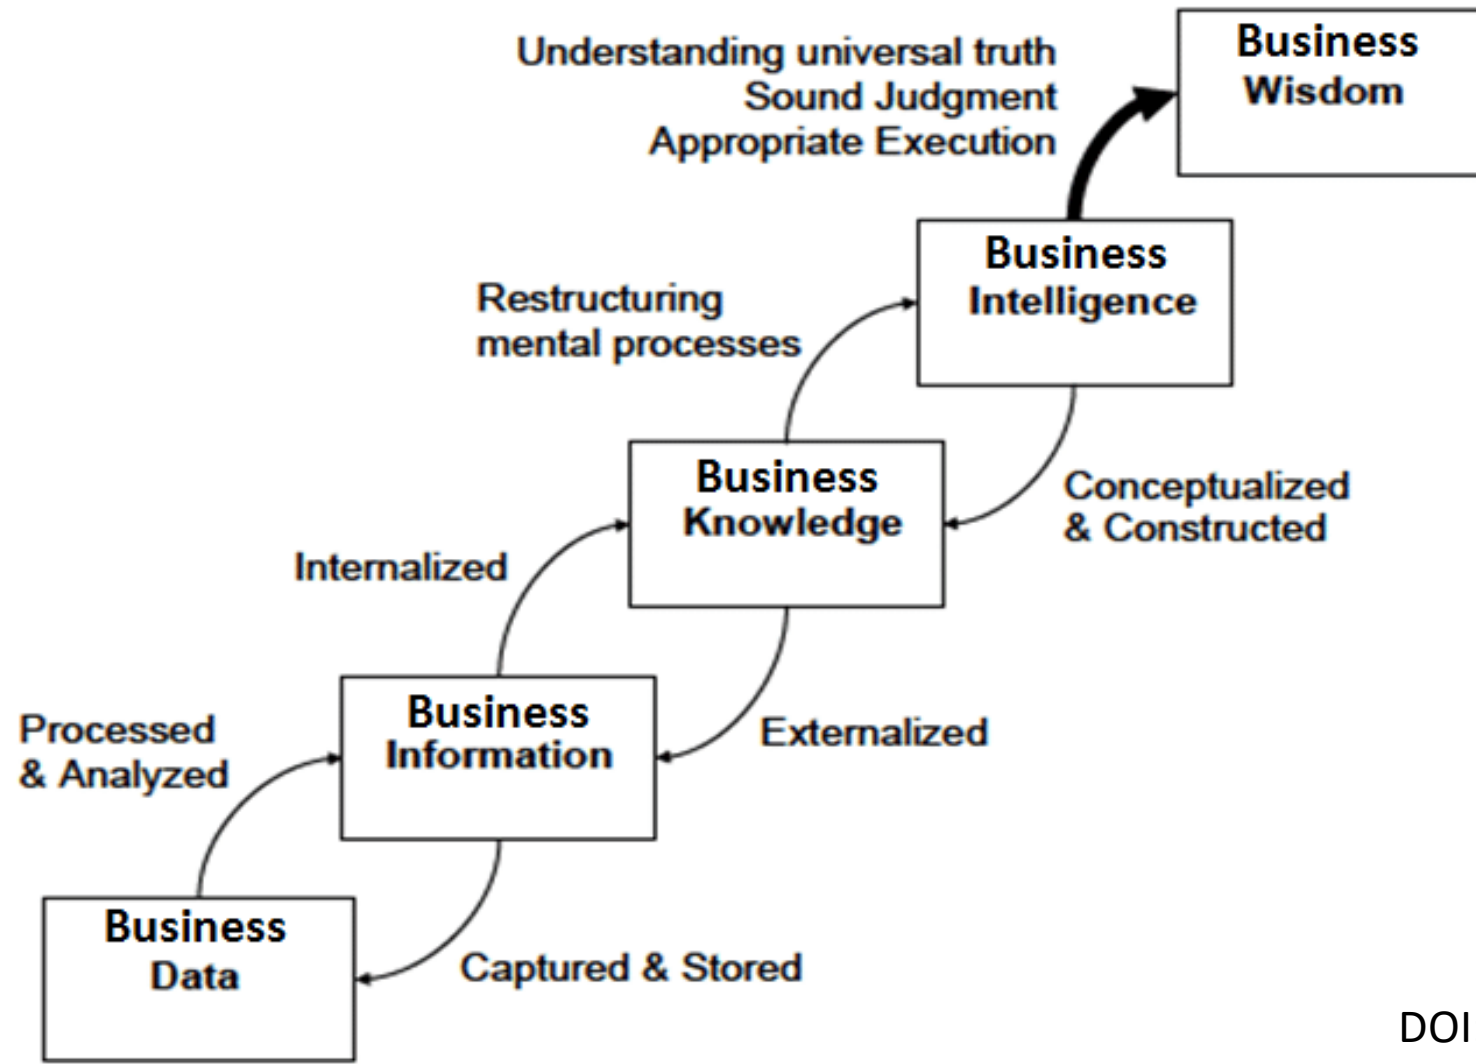 Understanding universal truth
Sound Judgment
Appropriate Execution
Business
Wisdom
Restructuring
mental processes
Business
Intelligence
Internalized
Business
Knowledge
Conceptualized
& Constructed
Processed
& Analyzed
Business
Information
Externalized
Business
Data
Captured & Stored
DOI